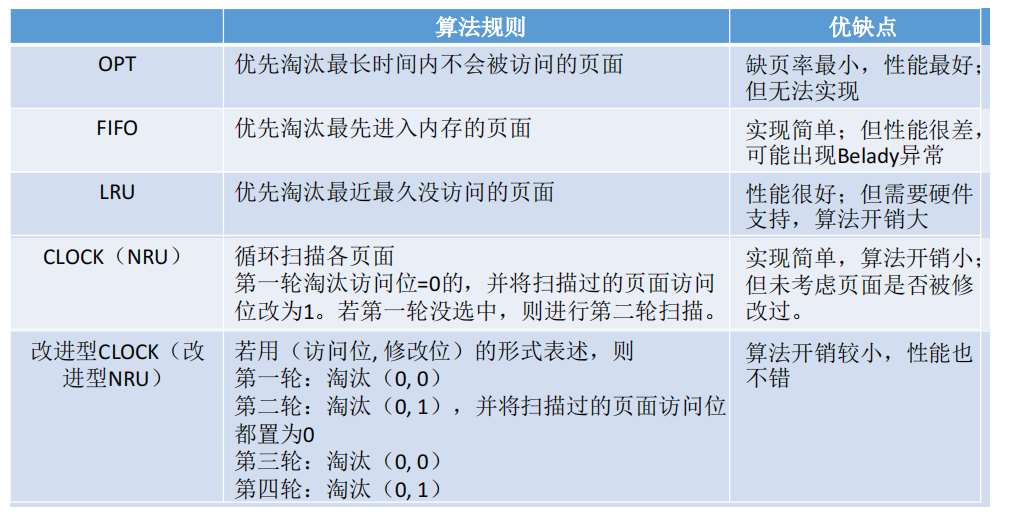 算法规则 优缺点
OPT 优先淘汰最长时间内不会被访问的页面 缺页率最小，性能最好；
但无法实现
FIFO 优先淘汰最先进入内存的页面 实现简单；但性能很差，
可能出现Belady异常
LRU 优先淘汰最近最久没访问的页面 性能很好；但需要硬件
支持，算法开销大
CLOCK（NRU） 循环扫描各页面 实现简单，算法开销小；
第一轮淘汰访问位=0的，并将扫描过的页面访问 但未考虑页面是否被修
位改为1。若第一轮没选中，则进行第二轮扫描。 改过。
改进型CLOCK（改 若用（访问位, 修改位）的形式表述，则 算法开销较小，性能也
进型NRU） 第一轮：淘汰（0, 0） 不错
第二轮：淘汰（0, 1），并将扫描过的页面访问位
都置为0
第三轮：淘汰（0, 0）
第四轮：淘汰（0, 1）